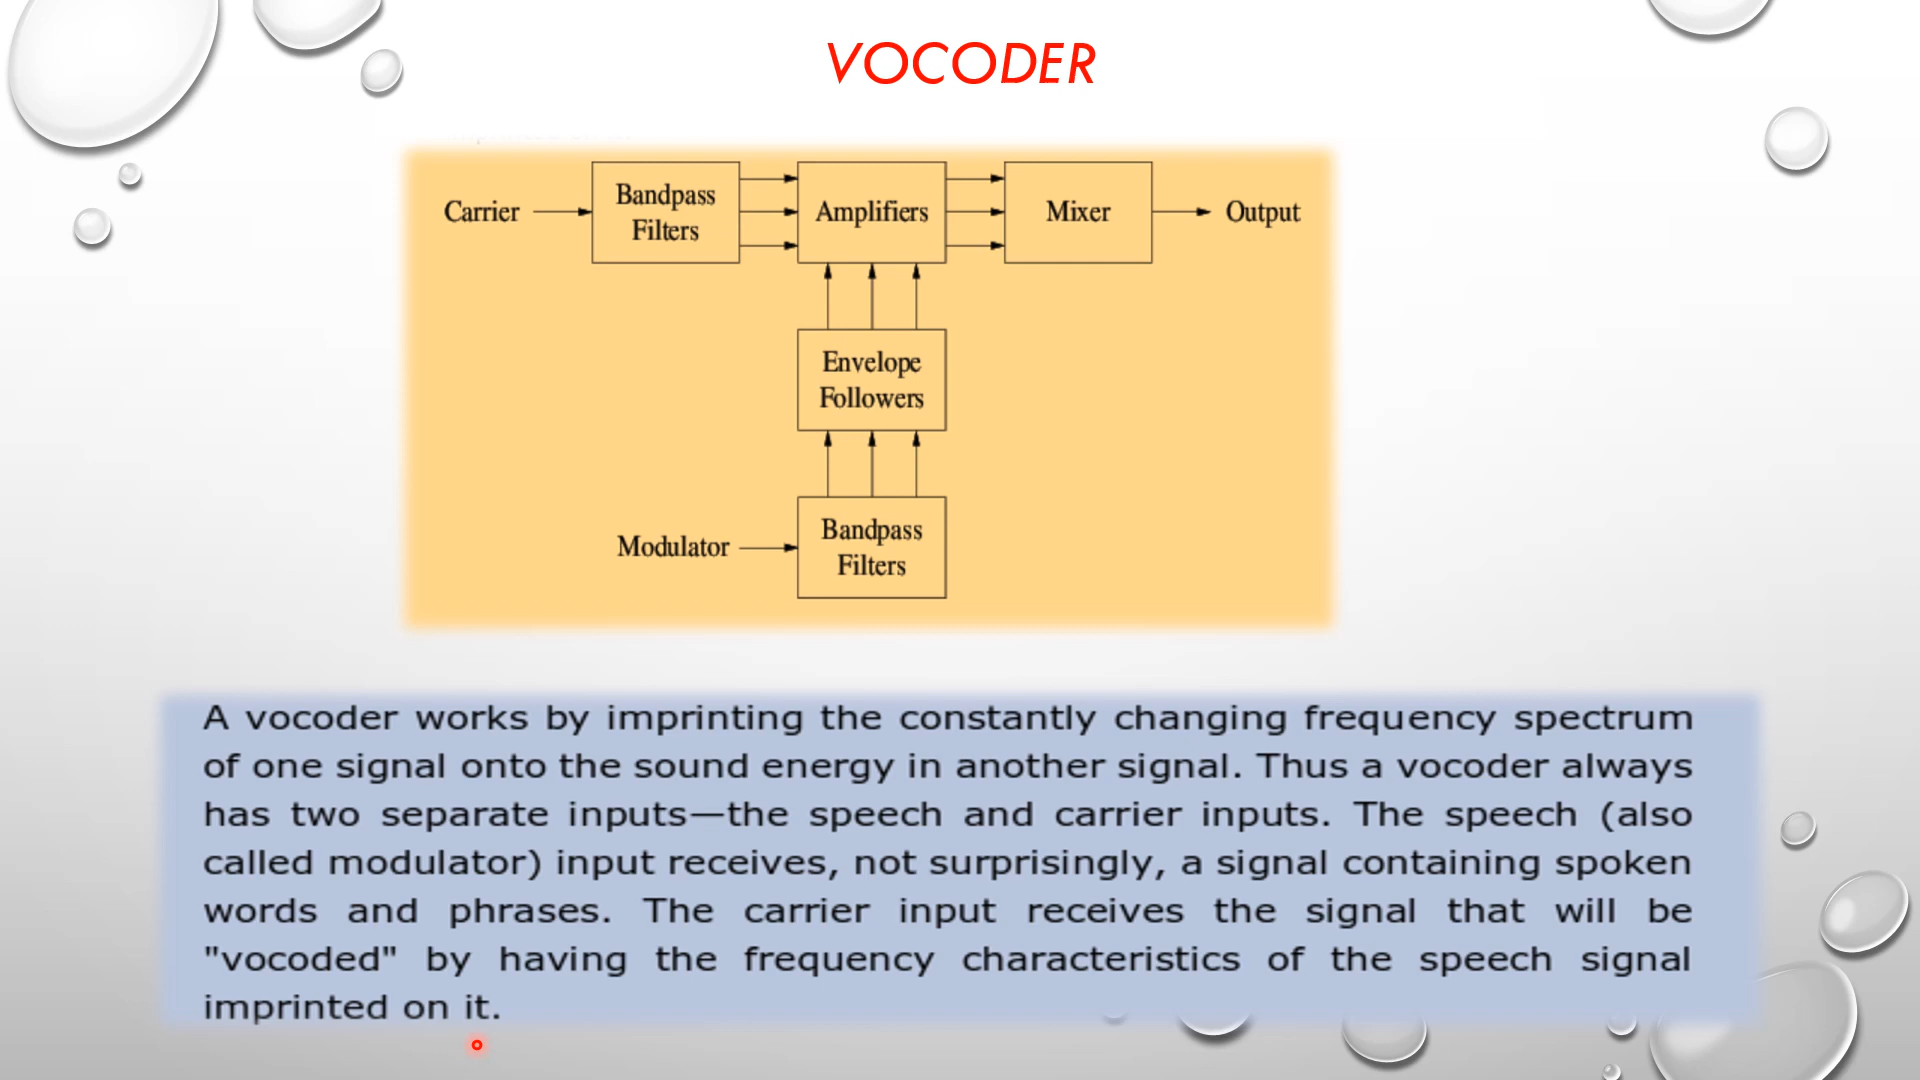 VOCODER
Carrier
Bandpass
Filters
Amplifiers
Mixer
Output
Envelope
Followers
Modulator
Bandpass
Filters
A vocoder works by imprinting the constantly changing frequency spectrum
of one signal onto the sound energy in another signal. Thus a vocoder always
has two separate inputs—the speech and carrier inputs. The speech (also
called modulator) input receives, not surprisingly, a signal containing spoken
words and phrases. The carrier input receives the signal that will be
"vocoded" by having the frequency characteristics of the speech signal
imprinted on it.